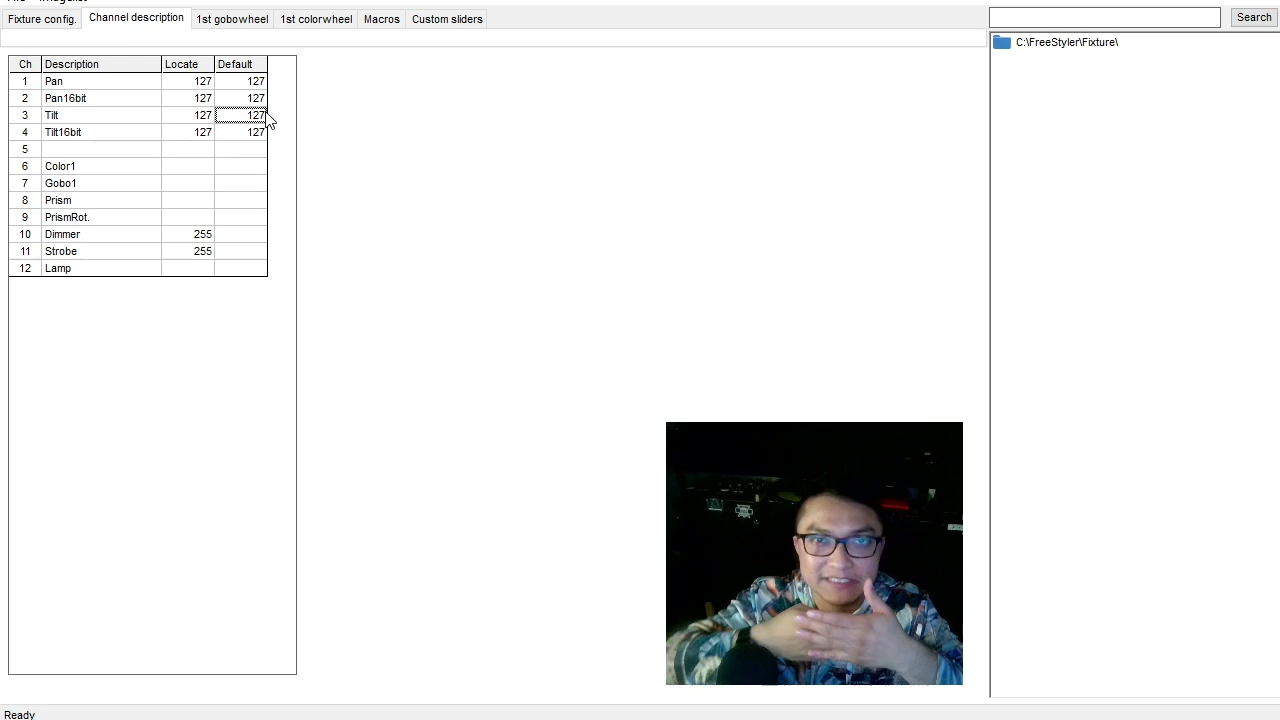 Fixture config. Channel description 1st gobowheel 1st colorwheel Macros Custom sliders Search
C:\FreeStyler\Fixture\
Ch Description Locate Default
1 Pan 127 127
2 Pan16bit 127 127
3 Tilt 127 127
4 Tilt16bit 127 127
5
6 Color1
7 Gobo1
8 Prism
9 PrismRot.
10 Dimmer 255
11 Strobe 255
12 Lamp
Ready